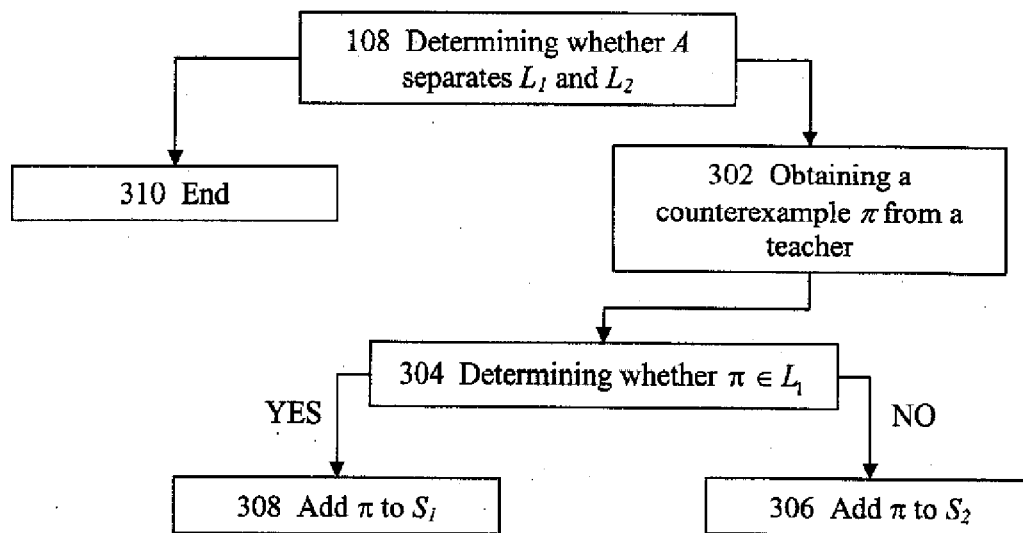 108 Determining whether A
separates L₁ and L₂
310 End
302 Obtaining a
counterexample π from a
teacher
304 Determining whether π ∈ L₁
YES
NO
308 Add π to S₁
306 Add π to S₂